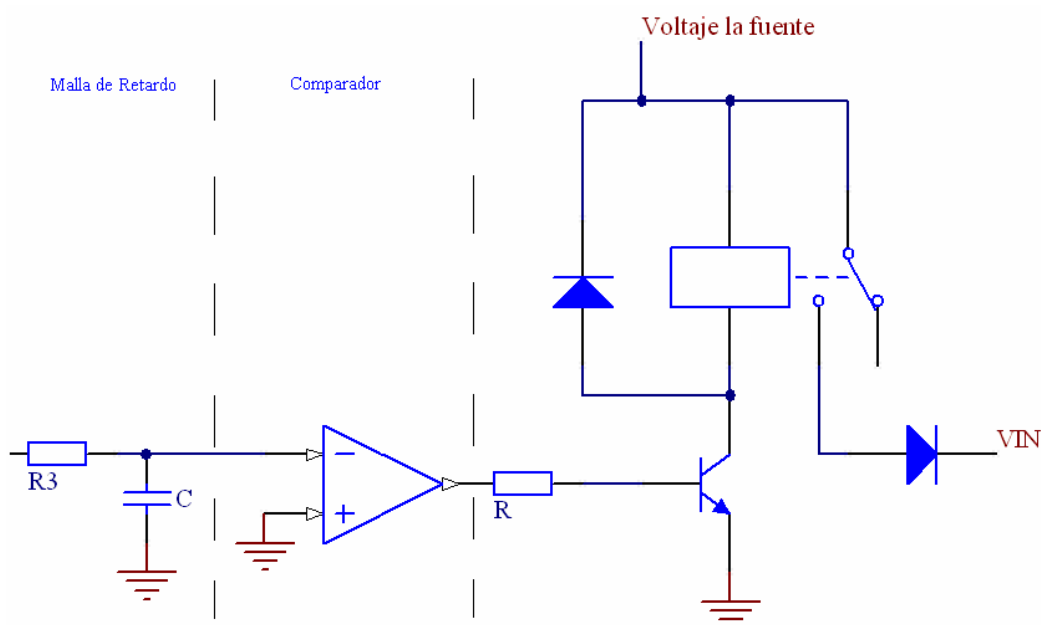 Voltaje la fuente
Malla de Retardo
Comparador
VIN
R3
C
R